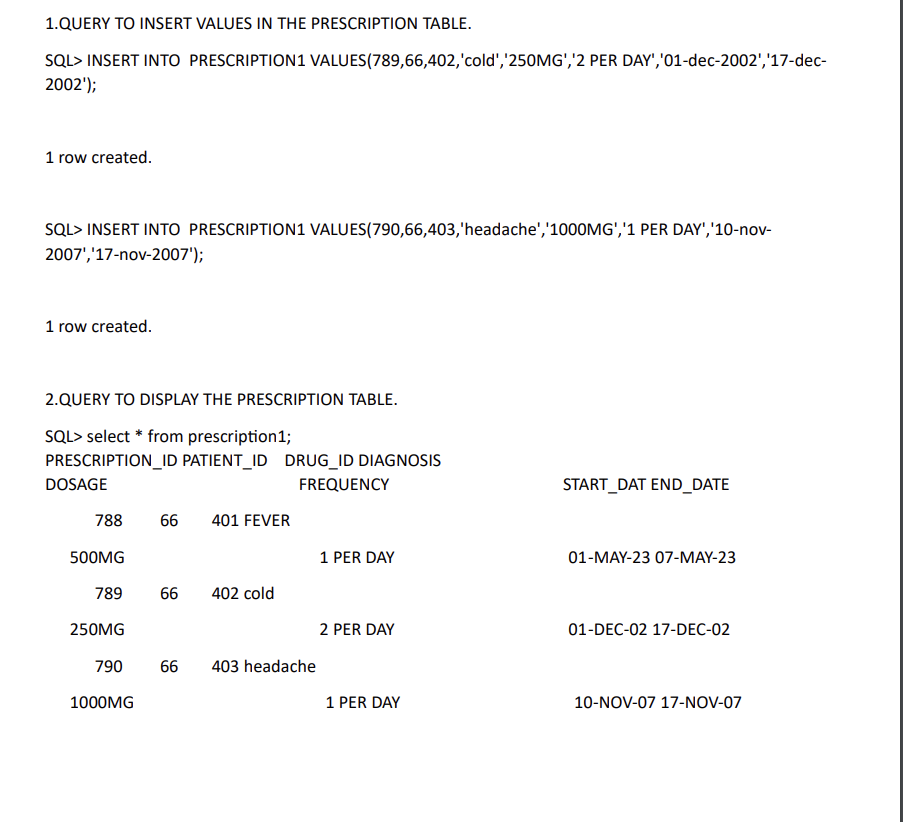 1.QUERY TO INSERT VALUES IN THE PRESCRIPTION TABLE.
SQL> INSERT INTO  PRESCRIPTION1 VALUES(789,66,402,'cold','250MG','2 PER DAY','01-dec-2002','17-dec-
2002');
1 row created.
SQL> INSERT INTO  PRESCRIPTION1 VALUES(790,66,403,'headache','1000MG','1 PER DAY','10-nov-
2007','17-nov-2007');
1 row created.
2.QUERY TO DISPLAY THE PRESCRIPTION TABLE.
SQL> select * from prescription1;
PRESCRIPTION_ID PATIENT_ID    DRUG_ID DIAGNOSIS
DOSAGE FREQUENCY START_DAT END_DATE
788 66 401 FEVER
500MG 1 PER DAY 01-MAY-23 07-MAY-23
789 66 402 cold
250MG 2 PER DAY 01-DEC-02 17-DEC-02
790 66 403 headache
1000MG 1 PER DAY 10-NOV-07 17-NOV-07